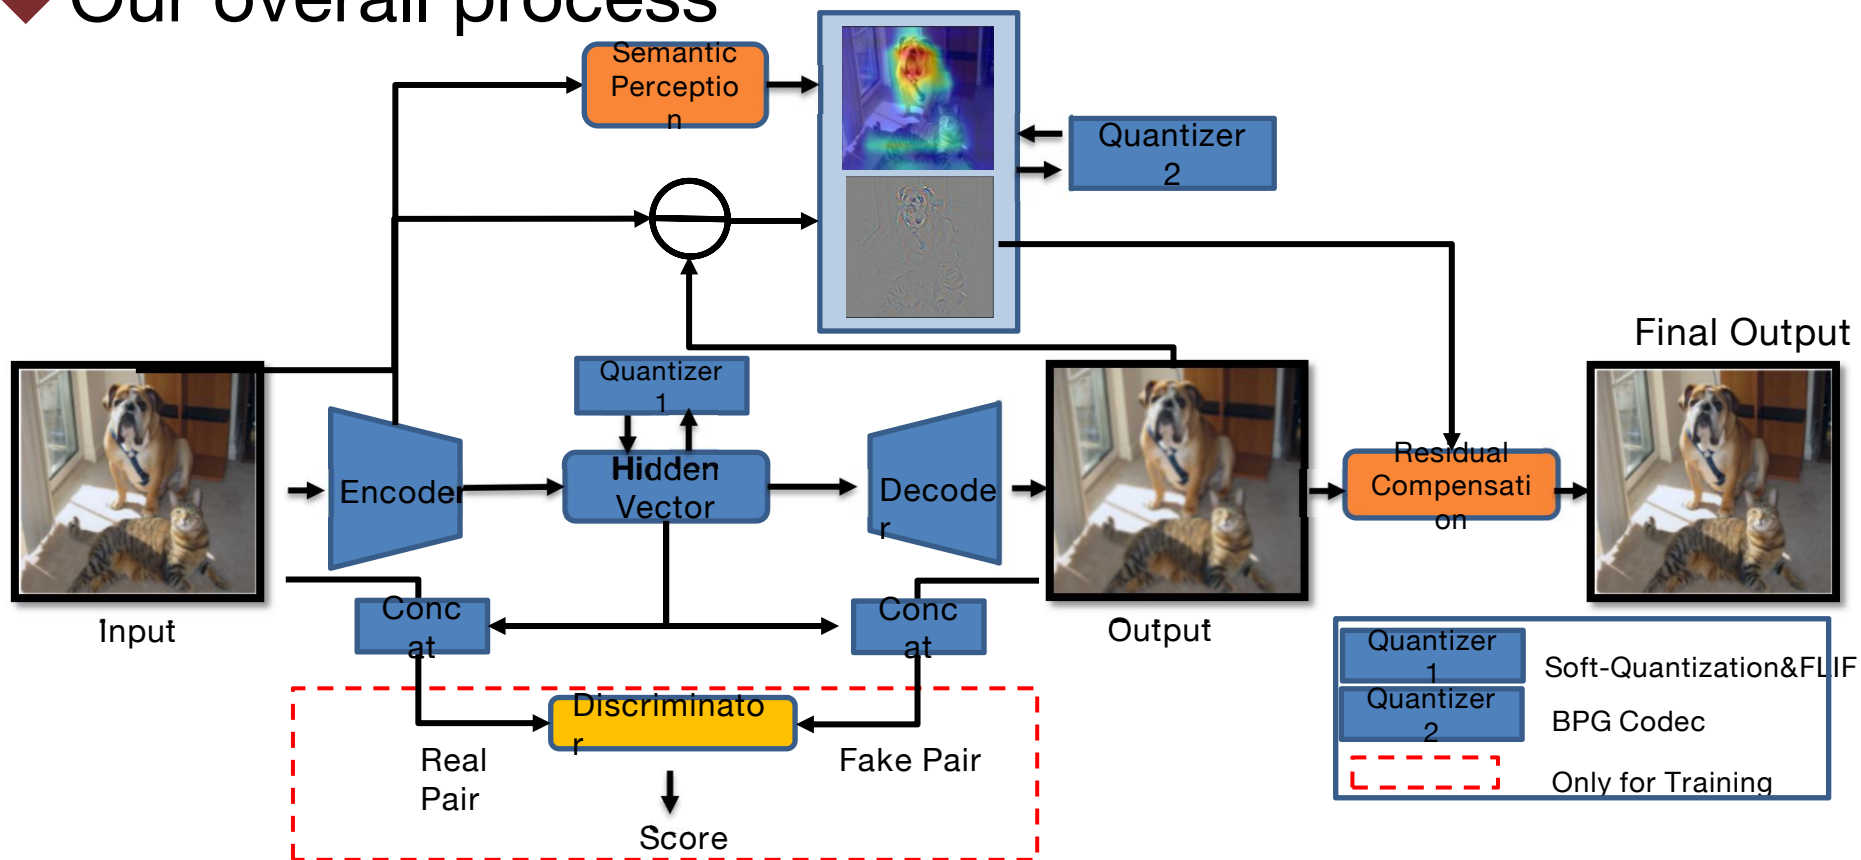 Our overall process
Semantic
Perceptio
n
Quantizer
2
Final Output
Quantizer
1
Encoder
Hidden
Vector
Decode
r
Residual
Compensati
on
Input
Conc
at
Conc
at
Output
Discriminato
r
Real
Pair
Fake Pair
Score
Quantizer
1
Soft-Quantization&FLIF
Quantizer
2
BPG Codec
Only for Training